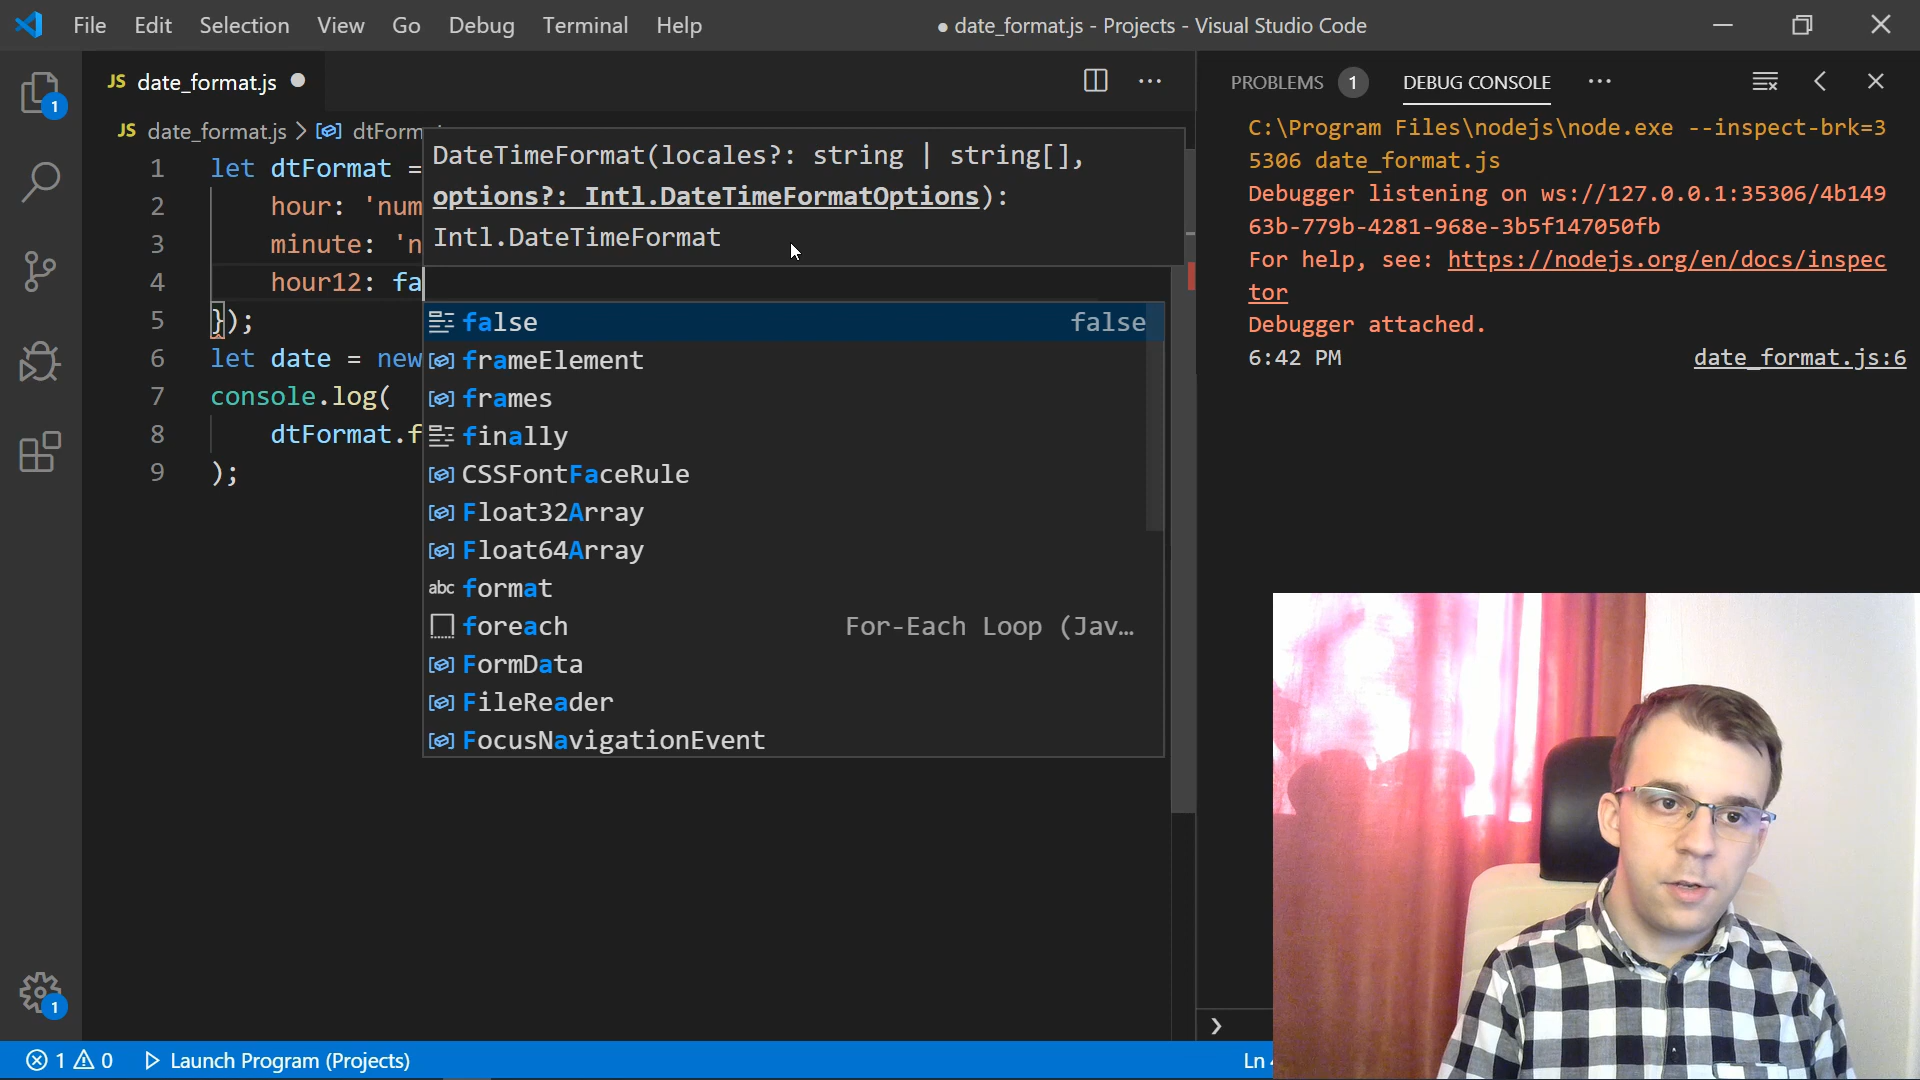 File Edit Selection View Go Debug Terminal Help
● date_format.js - Projects - Visual Studio Code
1
1
JS date_format.js ●
JS date_format.js > dtForm
1 let dtFormat =
2 hour: 'num
3 minute: 'n
4 hour12: fa
5 });
6 let date = new
7 console.log(
8 dtFormat.f
9 );
DateTimeFormat(locales?: string | string[],
options?: Intl.DateTimeFormatOptions):
Intl.DateTimeFormat
false false
frameElement
frames
finally
CSSFontFaceRule
Float32Array
Float64Array
abc format
foreach For-Each Loop (Jav…
FormData
FileReader
FocusNavigationEvent
PROBLEMS 1 DEBUG CONSOLE ···
C:\Program Files\nodejs\node.exe --inspect-brk=3
5306 date_format.js
Debugger listening on ws://127.0.0.1:35306/4b149
63b-779b-4281-968e-3b5f147050fb
For help, see: https://nodejs.org/en/docs/inspec
tor
Debugger attached.
6:42 PM date_format.js:6
1 0 Launch Program (Projects)
Ln